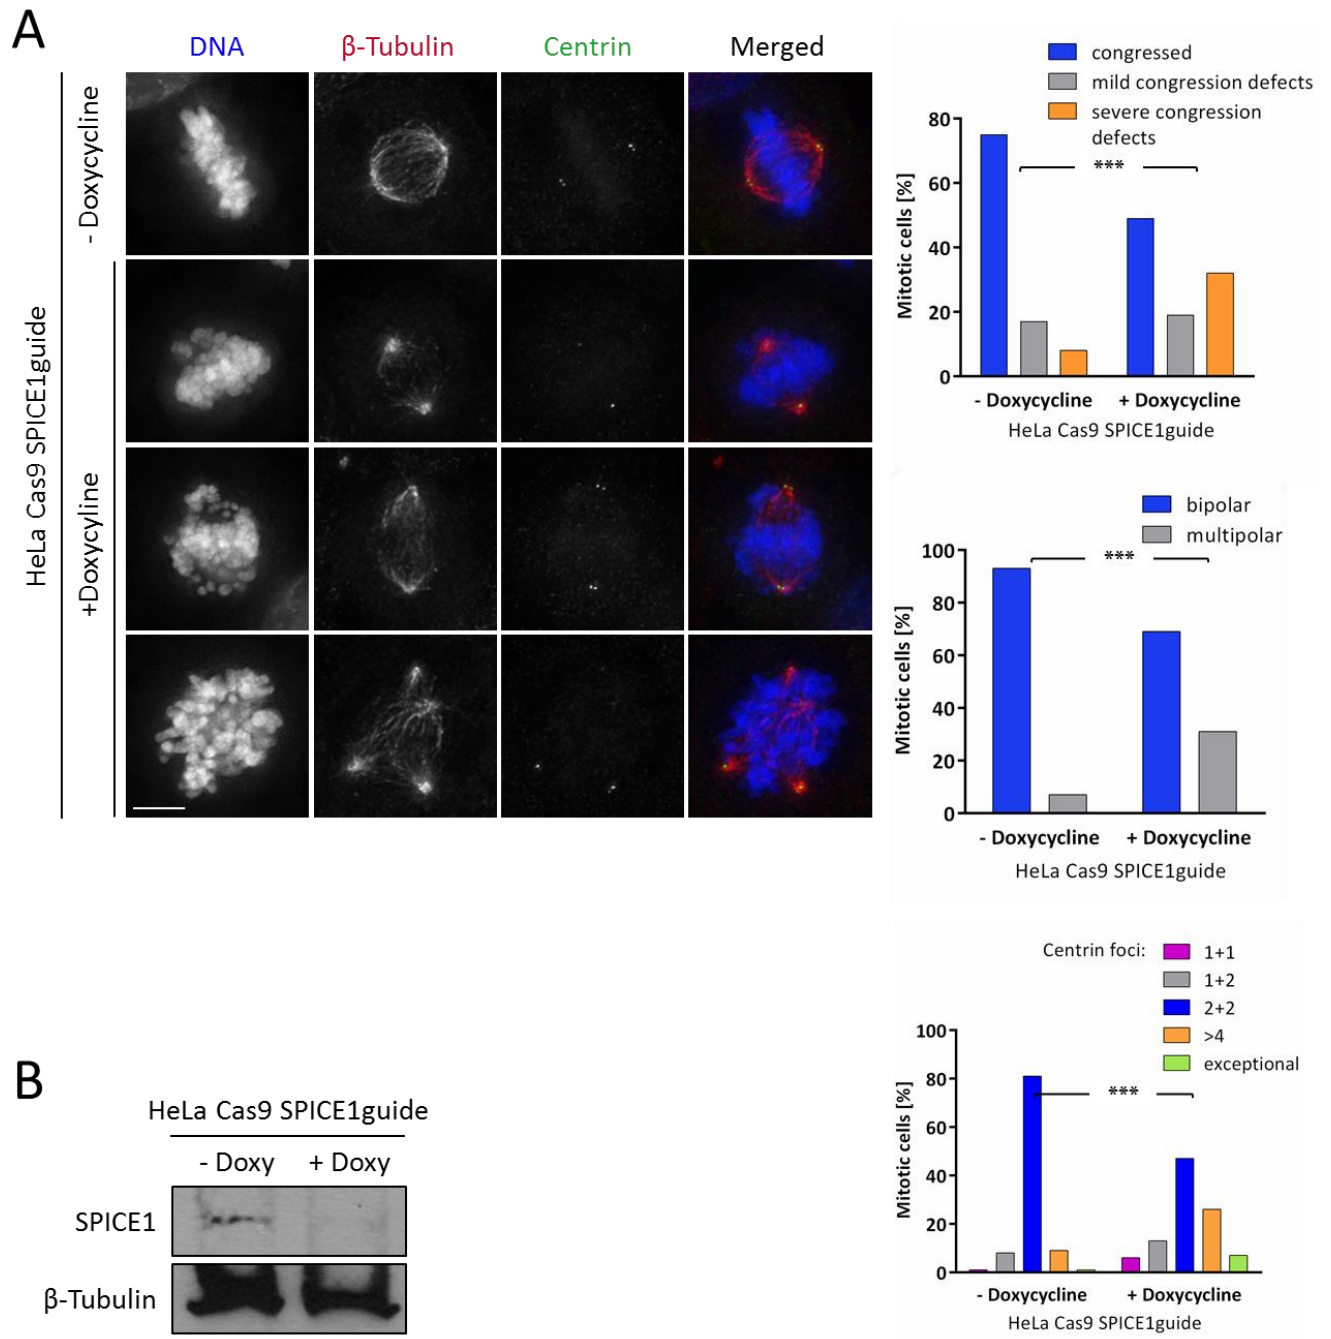 A
DNA
β-Tubulin
Centrin
Merged
HeLa Cas9 SPICE1guide
- Doxycycline
+Doxycyline
congressed
mild congression defects
severe congression
defects
Mitotic cells [%]
80
60
40
20
0
***
- Doxycycline
+ Doxycycline
HeLa Cas9 SPICE1guide
bipolar
multipolar
Mitotic cells [%]
100
80
60
40
20
0
***
- Doxycycline
+ Doxycycline
HeLa Cas9 SPICE1guide
Centrin foci:
1+1
1+2
2+2
>4
exceptional
Mitotic cells [%]
100
80
60
40
20
0
***
- Doxycycline
+ Doxycycline
HeLa Cas9 SPICE1guide
B
HeLa Cas9 SPICE1guide
- Doxy
+ Doxy
SPICE1
β-Tubulin